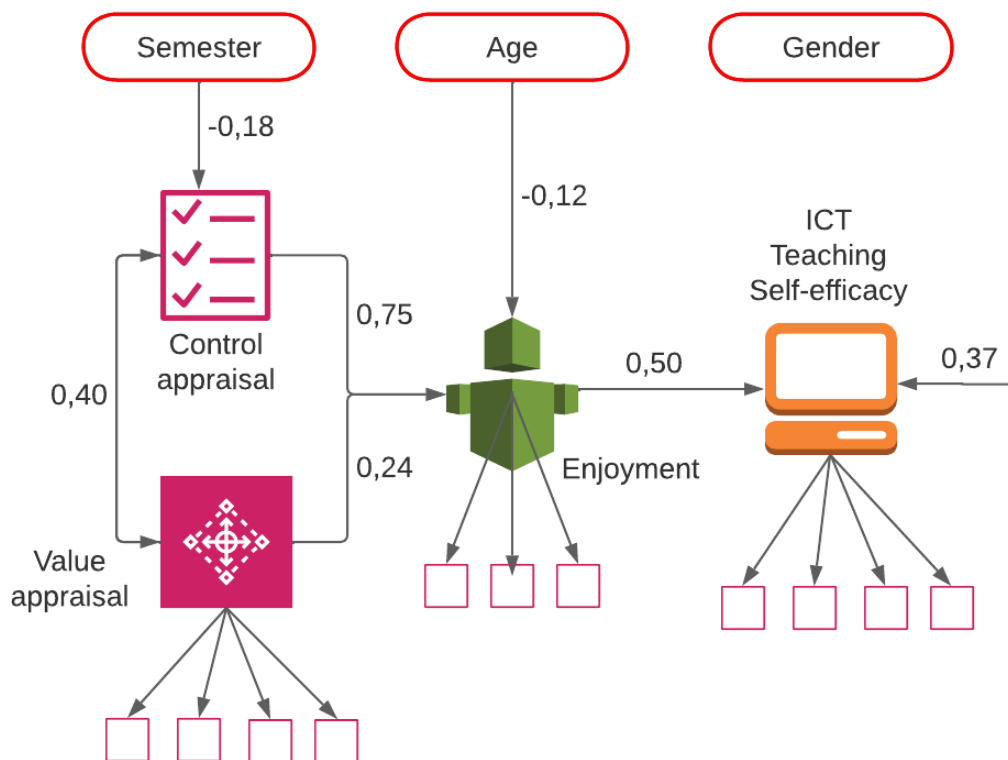 Semester
Age
Gender
-0,18
-0,12
ICT
Teaching
Self-efficacy
0,75
Control
appraisal
0,50
0,37
0,40
0,24
Enjoyment
Value
appraisal